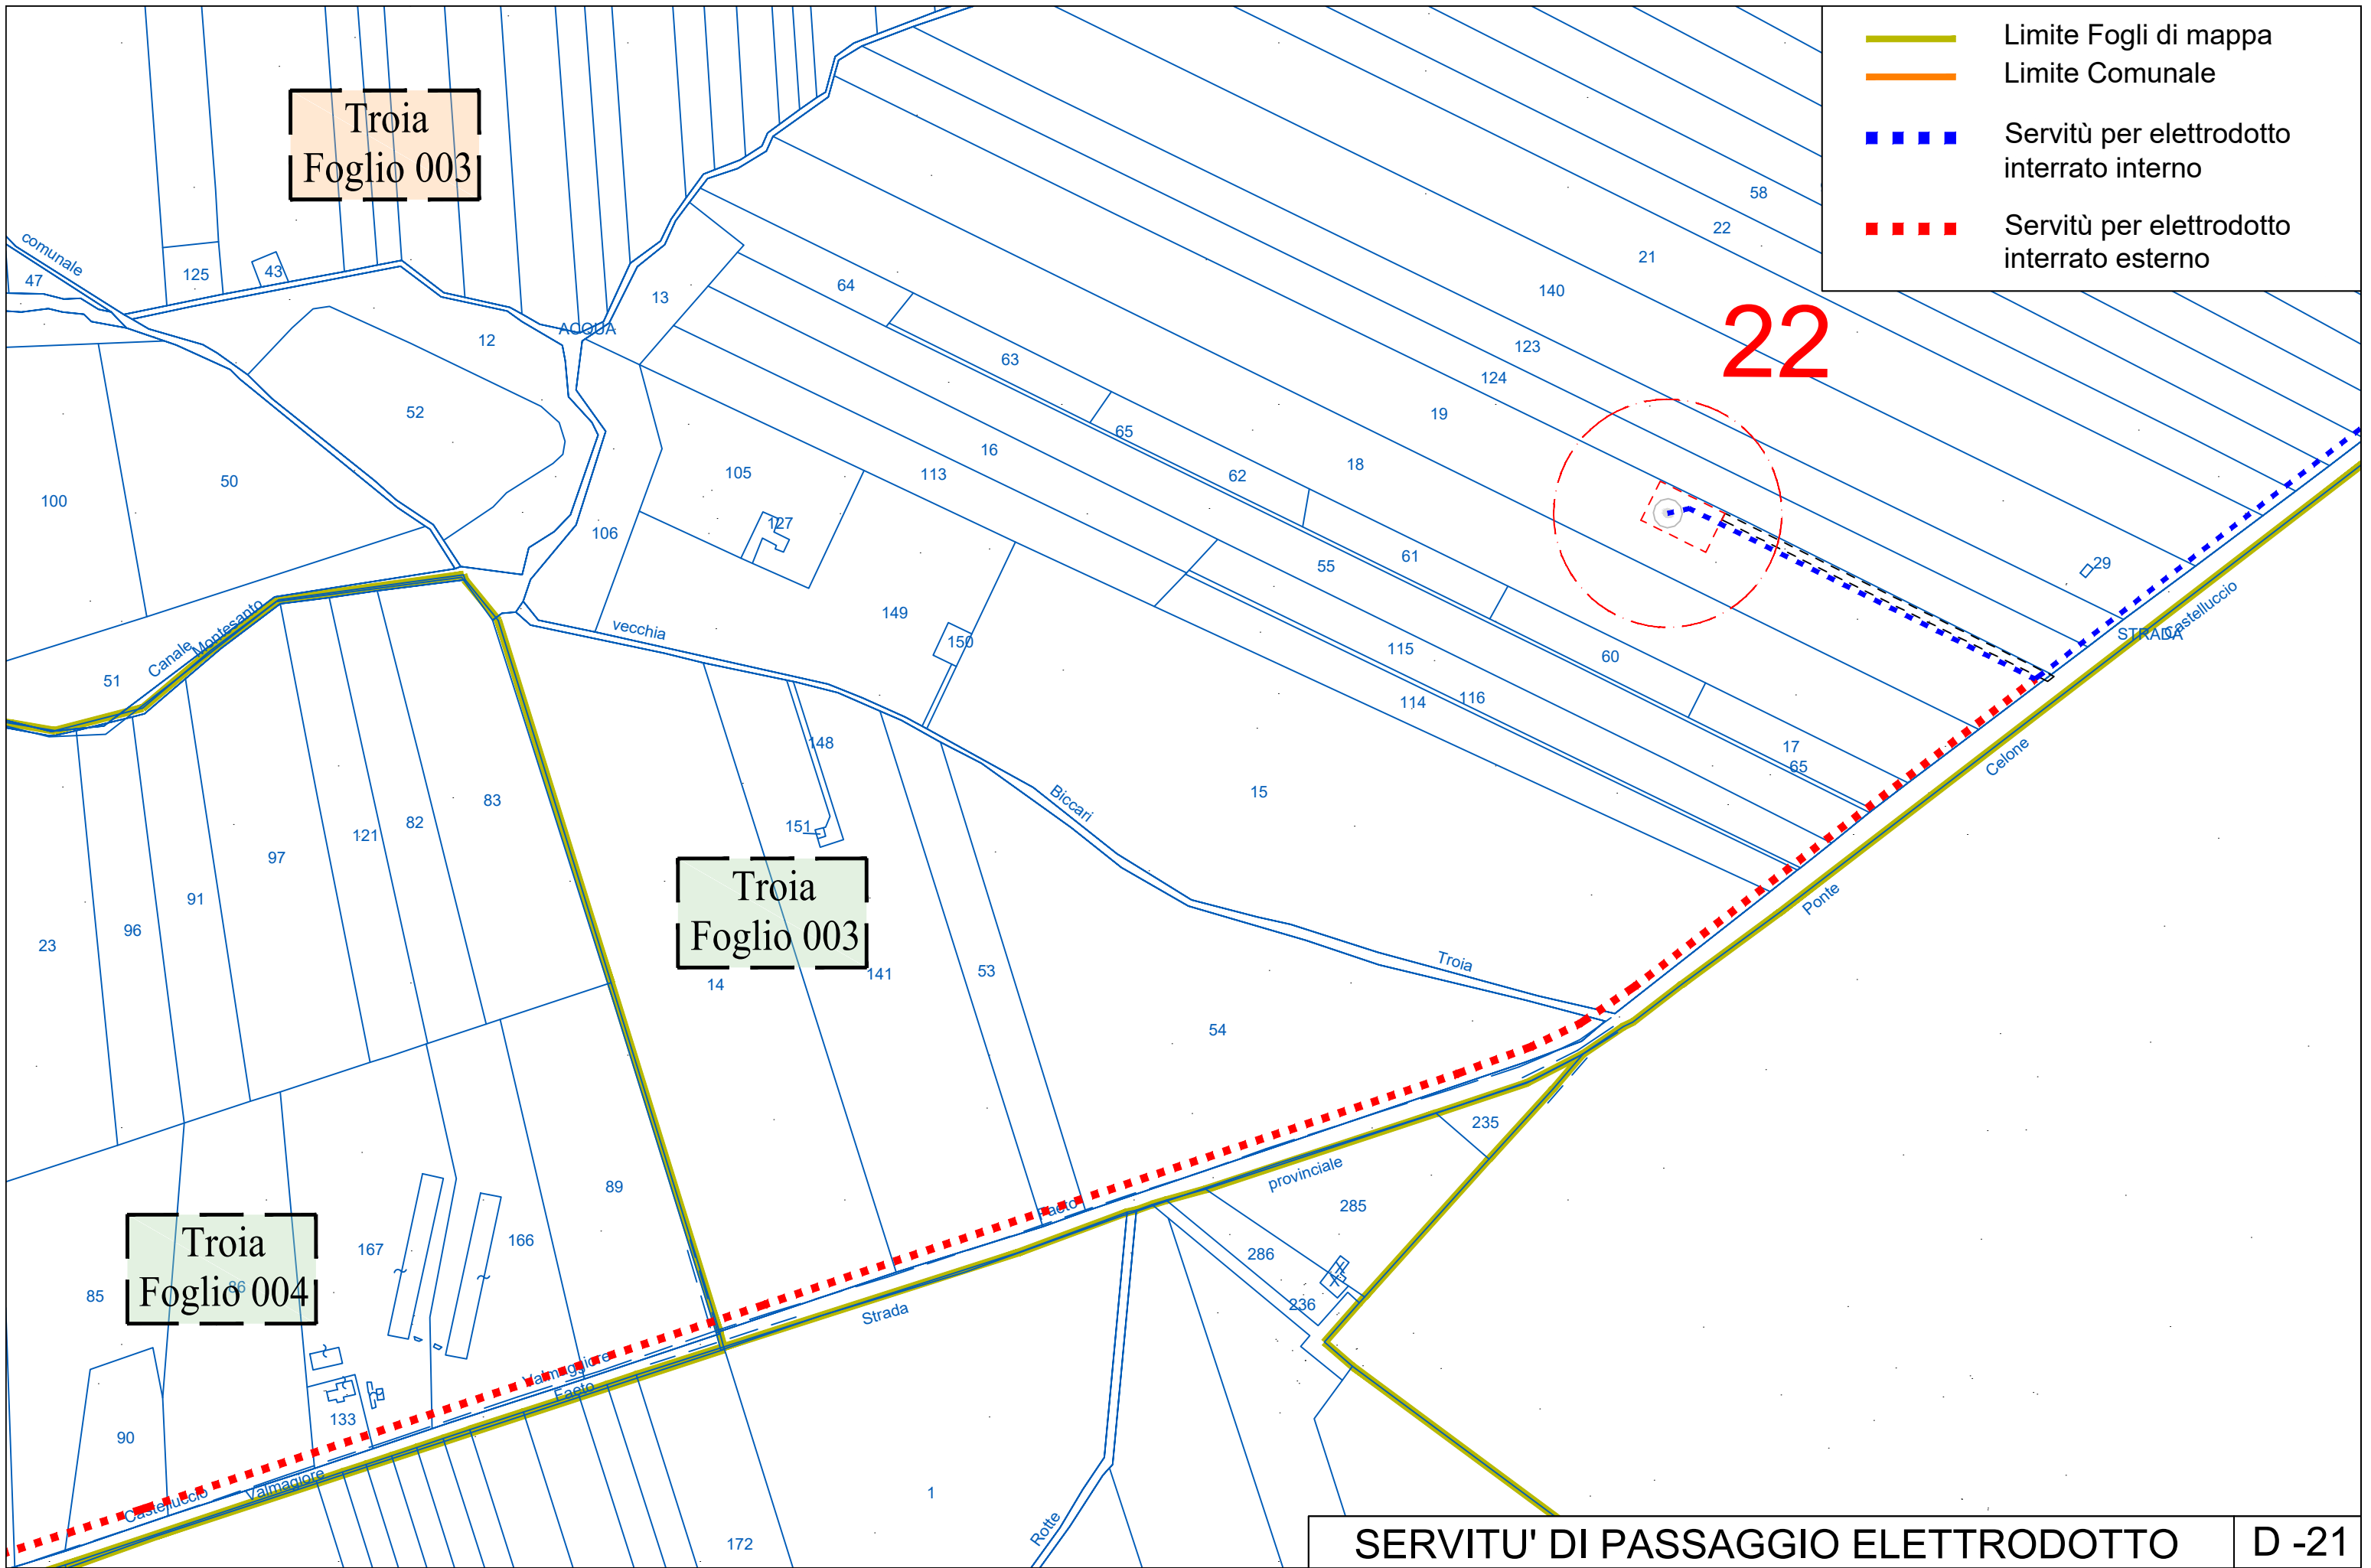 Limite Fogli di mappa
Limite Comunale
Servitù per elettrodotto
interrato interno
Servitù per elettrodotto
interrato esterno
Troia
Foglio 003
comunale
47
125
43
58
22
21
140
123
124
19
22
13
64
ACQUA
12
63
52
65
16
18
105
113
62
50
100
127
106
55
61
29
Castelluccio
STRADA
Canale
Montesanto
vecchia
149
150
115
60
51
116
114
148
17
65
Celone
83
Biccari
15
82
121
151
97
Troia
Foglio 003
91
Ponte
96
23
Troia
141
53
14
54
235
provinciale
89
285
Faeto
166
167
286
Troia
Foglio 004
86
85
236
Strada
Valmaggiore
Faeto
133
90
Valmagiore
Castelluccio
1
Rotte
172
SERVITU' DI PASSAGGIO ELETTRODOTTO
D -21